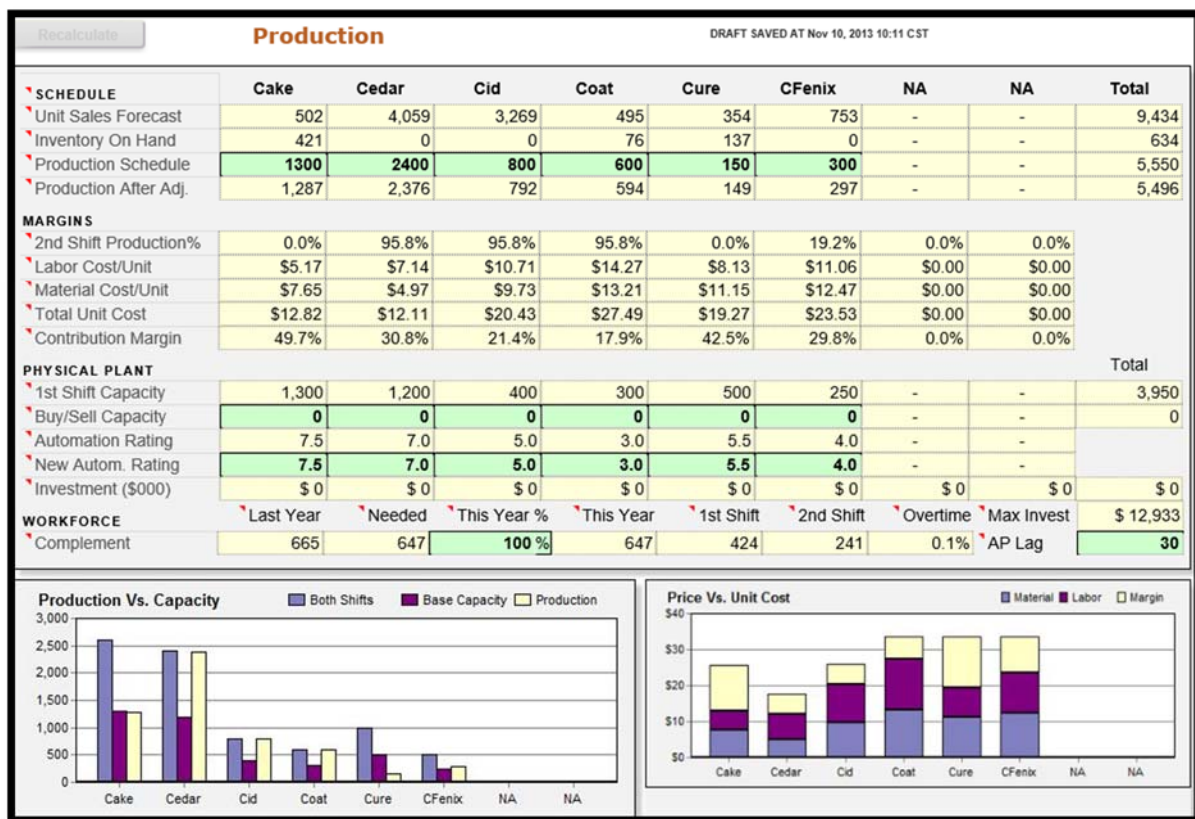 Recalculate Production DRAFT SAVED AT Nov 10, 2013 10:11 CST
SCHEDULE Cake Cedar Cid Coat Cure CFenix NA NA Total
Unit Sales Forecast 502 4,059 3,269 495 354 753 - - 9,434
Inventory On Hand 421 0 0 76 137 0 - - 634
Production Schedule 1300 2400 800 600 150 300 - - 5,550
Production After Adj. 1,287 2,376 792 594 149 297 - - 5,496
MARGINS
2nd Shift Production% 0.0% 95.8% 95.8% 95.8% 0.0% 19.2% 0.0% 0.0%
Labor Cost/Unit $5.17 $7.14 $10.71 $14.27 $8.13 $11.06 $0.00 $0.00
Material Cost/Unit $7.65 $4.97 $9.73 $13.21 $11.15 $12.47 $0.00 $0.00
Total Unit Cost $12.82 $12.11 $20.43 $27.49 $19.27 $23.53 $0.00 $0.00
Contribution Margin 49.7% 30.8% 21.4% 17.9% 42.5% 29.8% 0.0% 0.0%
PHYSICAL PLANT Total
1st Shift Capacity 1,300 1,200 400 300 500 250 - - 3,950
Buy/Sell Capacity 0 0 0 0 0 0 - - 0
Automation Rating 7.5 7.0 5.0 3.0 5.5 4.0 - -
New Autom. Rating 7.5 7.0 5.0 3.0 5.5 4.0 - -
Investment ($000) $ 0 $ 0 $ 0 $ 0 $ 0 $ 0 $ 0 $ 0 $ 0
WORKFORCE Last Year Needed This Year % This Year 1st Shift 2nd Shift Overtime Max Invest $ 12,933
Complement 665 647 100 % 647 424 241 0.1% AP Lag 30
Production Vs. Capacity Both Shifts Base Capacity Production
3,000
2,500
2,000
1,500
1,000
500
0
Cake Cedar Cid Coat Cure CFenix NA NA
Price Vs. Unit Cost Material Labor Margin
$40
$30
$20
$10
$0
Cake Cedar Cid Coat Cure CFenix NA NA